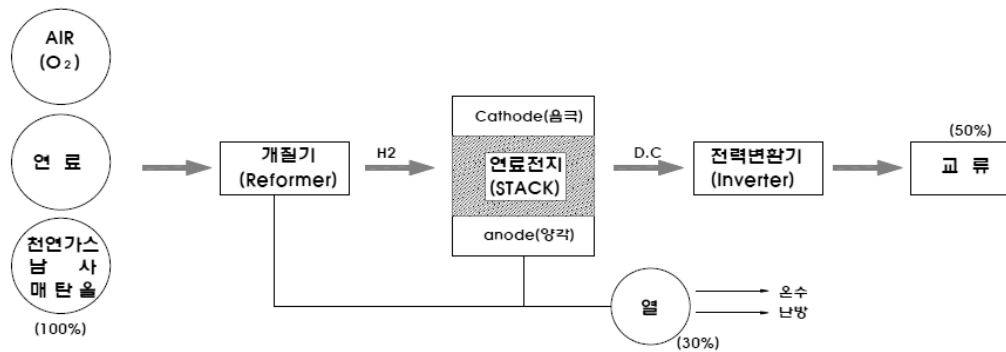 AIR
(O₂)
연 료
천연가스
남 사
매 탄 올
(100%)
개질기
(Reformer)
H2
Cathode(음극)
연료전지
(STACK)
anode(양각)
D.C
전력변환기
(Inverter)
(50%)
교 류
열
(30%)
온수
난방